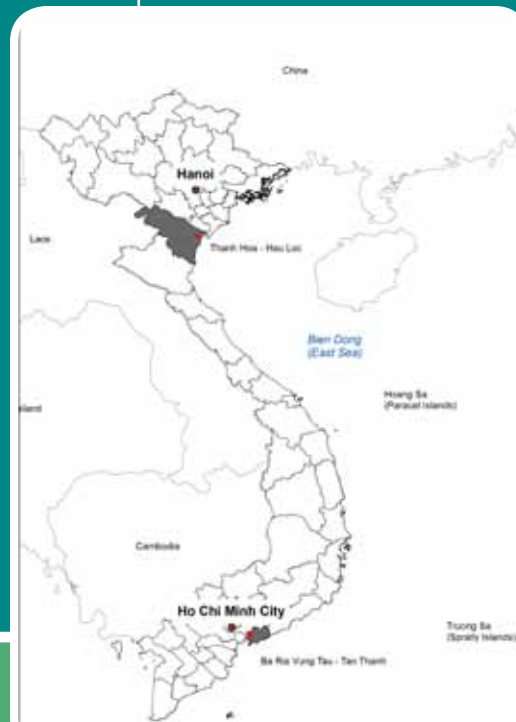 China
Hanoi
Laos
Thanh Hoa - Hau Loc
Bien Dong
(East Sea)
Hoang Sa
(Paracel Islands)
ailand
Cambodia
Ho Chi Minh City
Truong Sa
(Spratly Islands)
Ba Ria Vung Tau - Tan Thanh